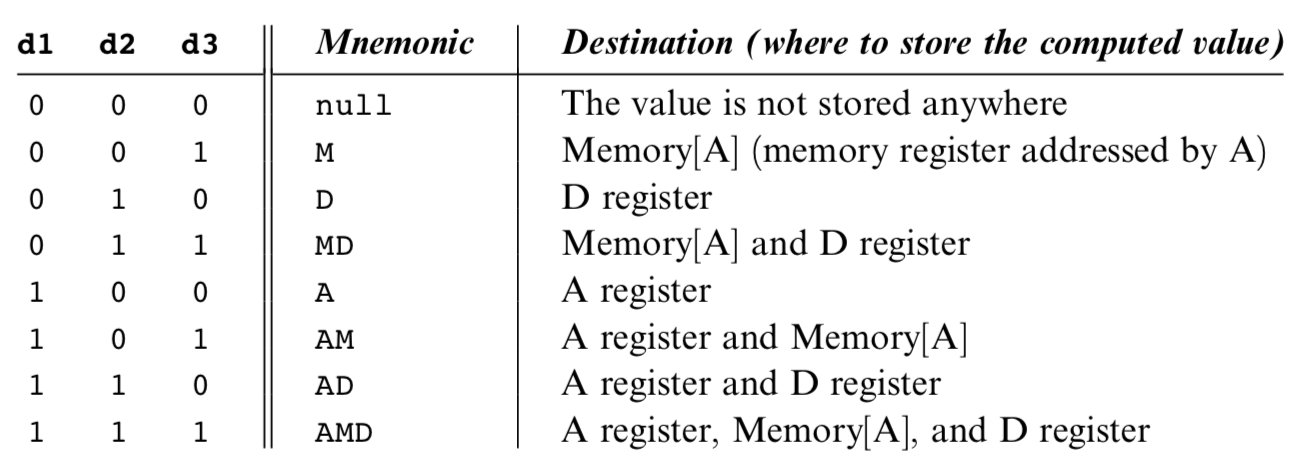 d1 d2 d3 Mnemonic Destination (where to store the computed value)
0 0 0 null The value is not stored anywhere
0 0 1 M Memory[A] (memory register addressed by A)
0 1 0 D D register
0 1 1 MD Memory[A] and D register
1 0 0 A A register
1 0 1 AM A register and Memory[A]
1 1 0 AD A register and D register
1 1 1 AMD A register, Memory[A], and D register